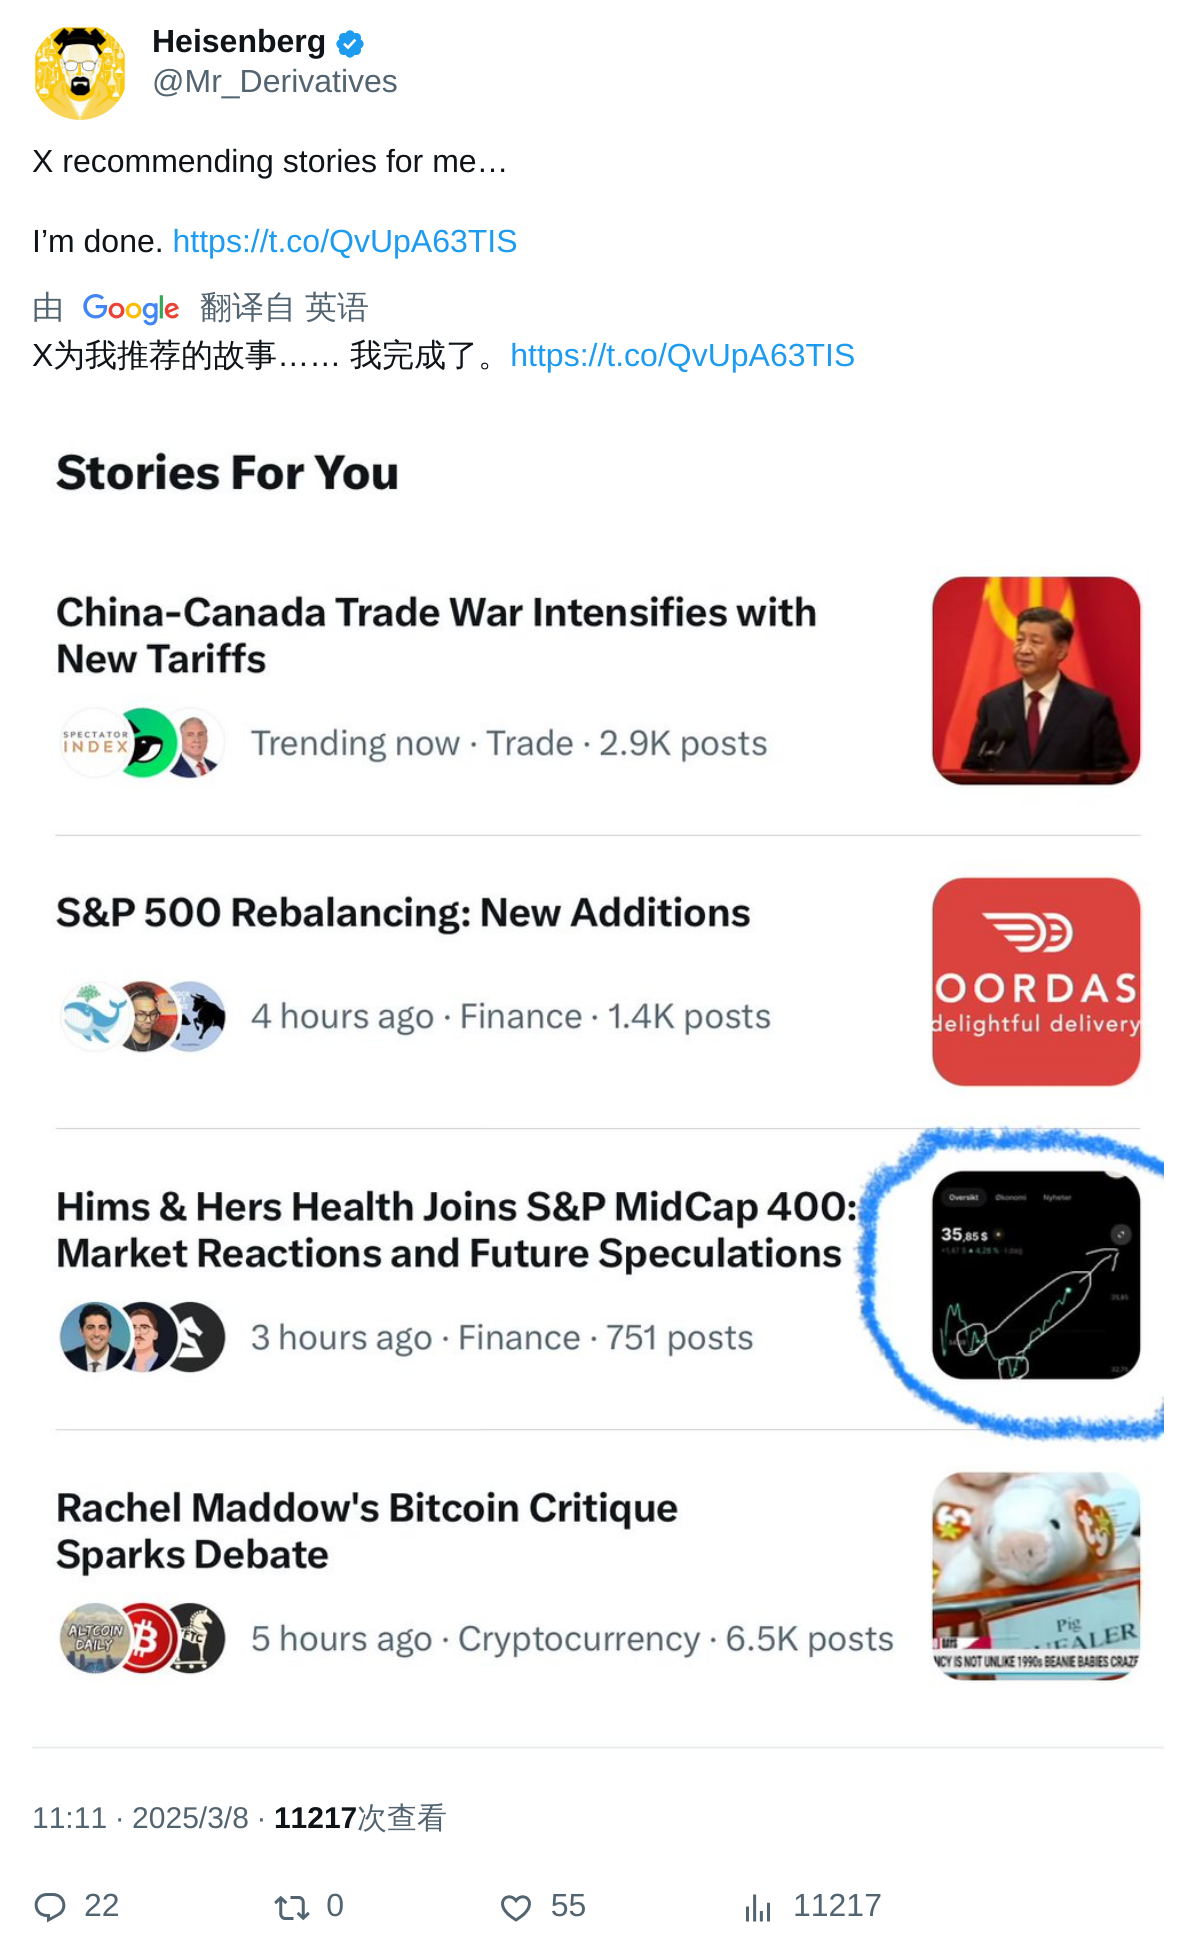 Heisenberg
@Mr_Derivatives
X recommending stories for me…
I’m done. https://t.co/QvUpA63TIS
由 Google 翻译自 英语
X为我推荐的故事…… 我完成了。https://t.co/QvUpA63TIS
Stories For You
China-Canada Trade War Intensifies with
New Tariffs
SPECTATOR
INDEX
Trending now · Trade · 2.9K posts
S&P 500 Rebalancing: New Additions
4 hours ago · Finance · 1.4K posts
OORDAS
delightful delivery
Hims & Hers Health Joins S&P MidCap 400:
Market Reactions and Future Speculations
3 hours ago · Finance · 751 posts
Oversikt Økonomi Nyheter
35,85 $
35,85
Rachel Maddow's Bitcoin Critique
Sparks Debate
ALTCOIN
DAILY
5 hours ago · Cryptocurrency · 6.5K posts
ty
Pig
EALER
NCY IS NOT UNLIKE 1990s BEANIE BABIES CRAZE
11:11 · 2025/3/8 · 11217次查看
22 0 55 11217